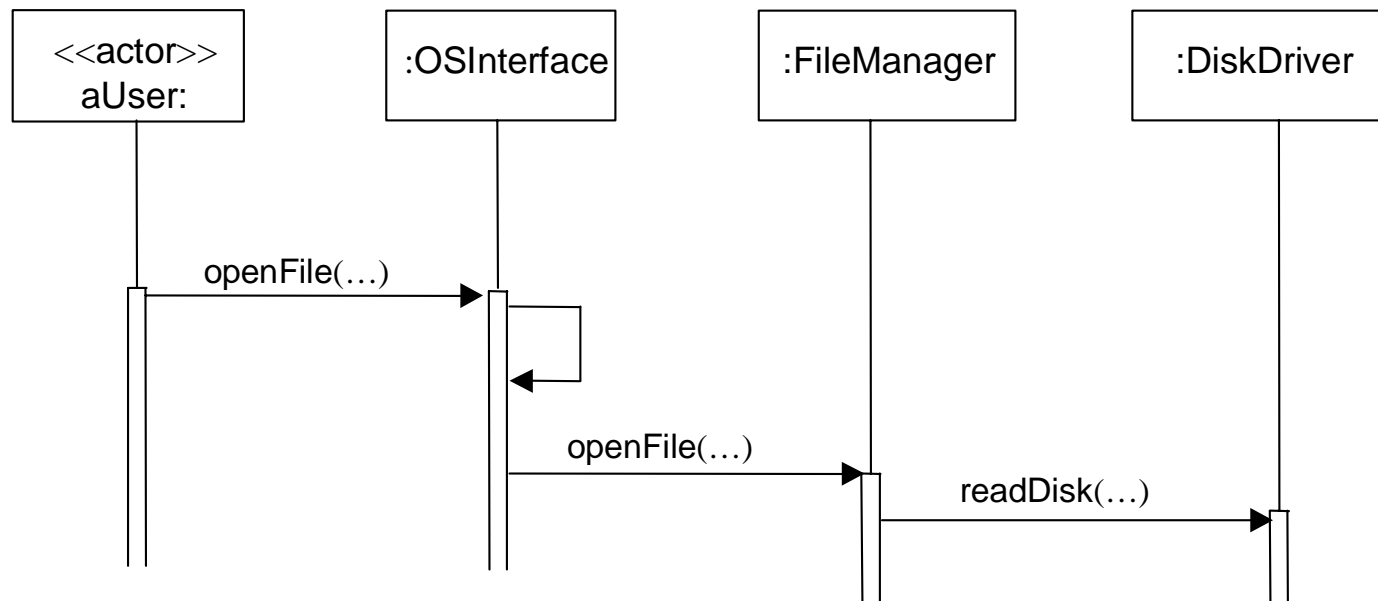 <<actor>>
aUser:
:OSInterface
:FileManager
:DiskDriver
openFile(…)
openFile(…)
readDisk(…)